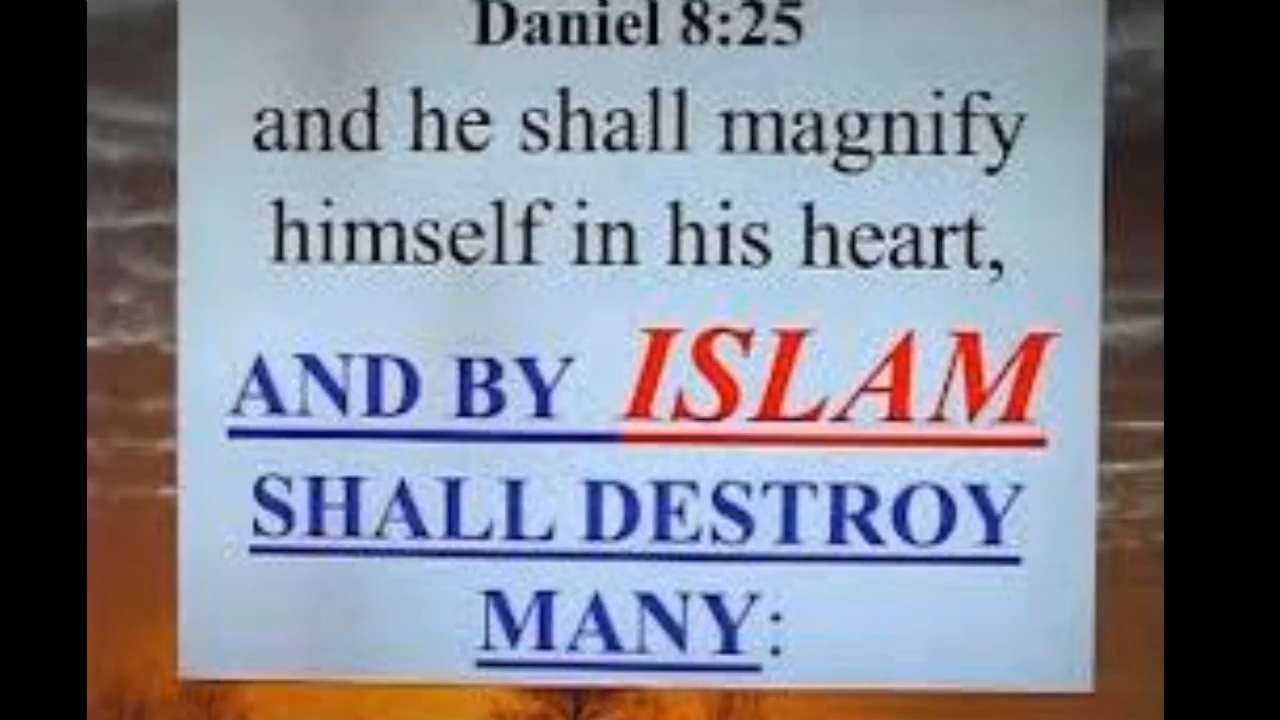 Daniel 8:25
and he shall magnify
himself in his heart,
AND BY ISLAM
SHALL DESTROY
MANY: